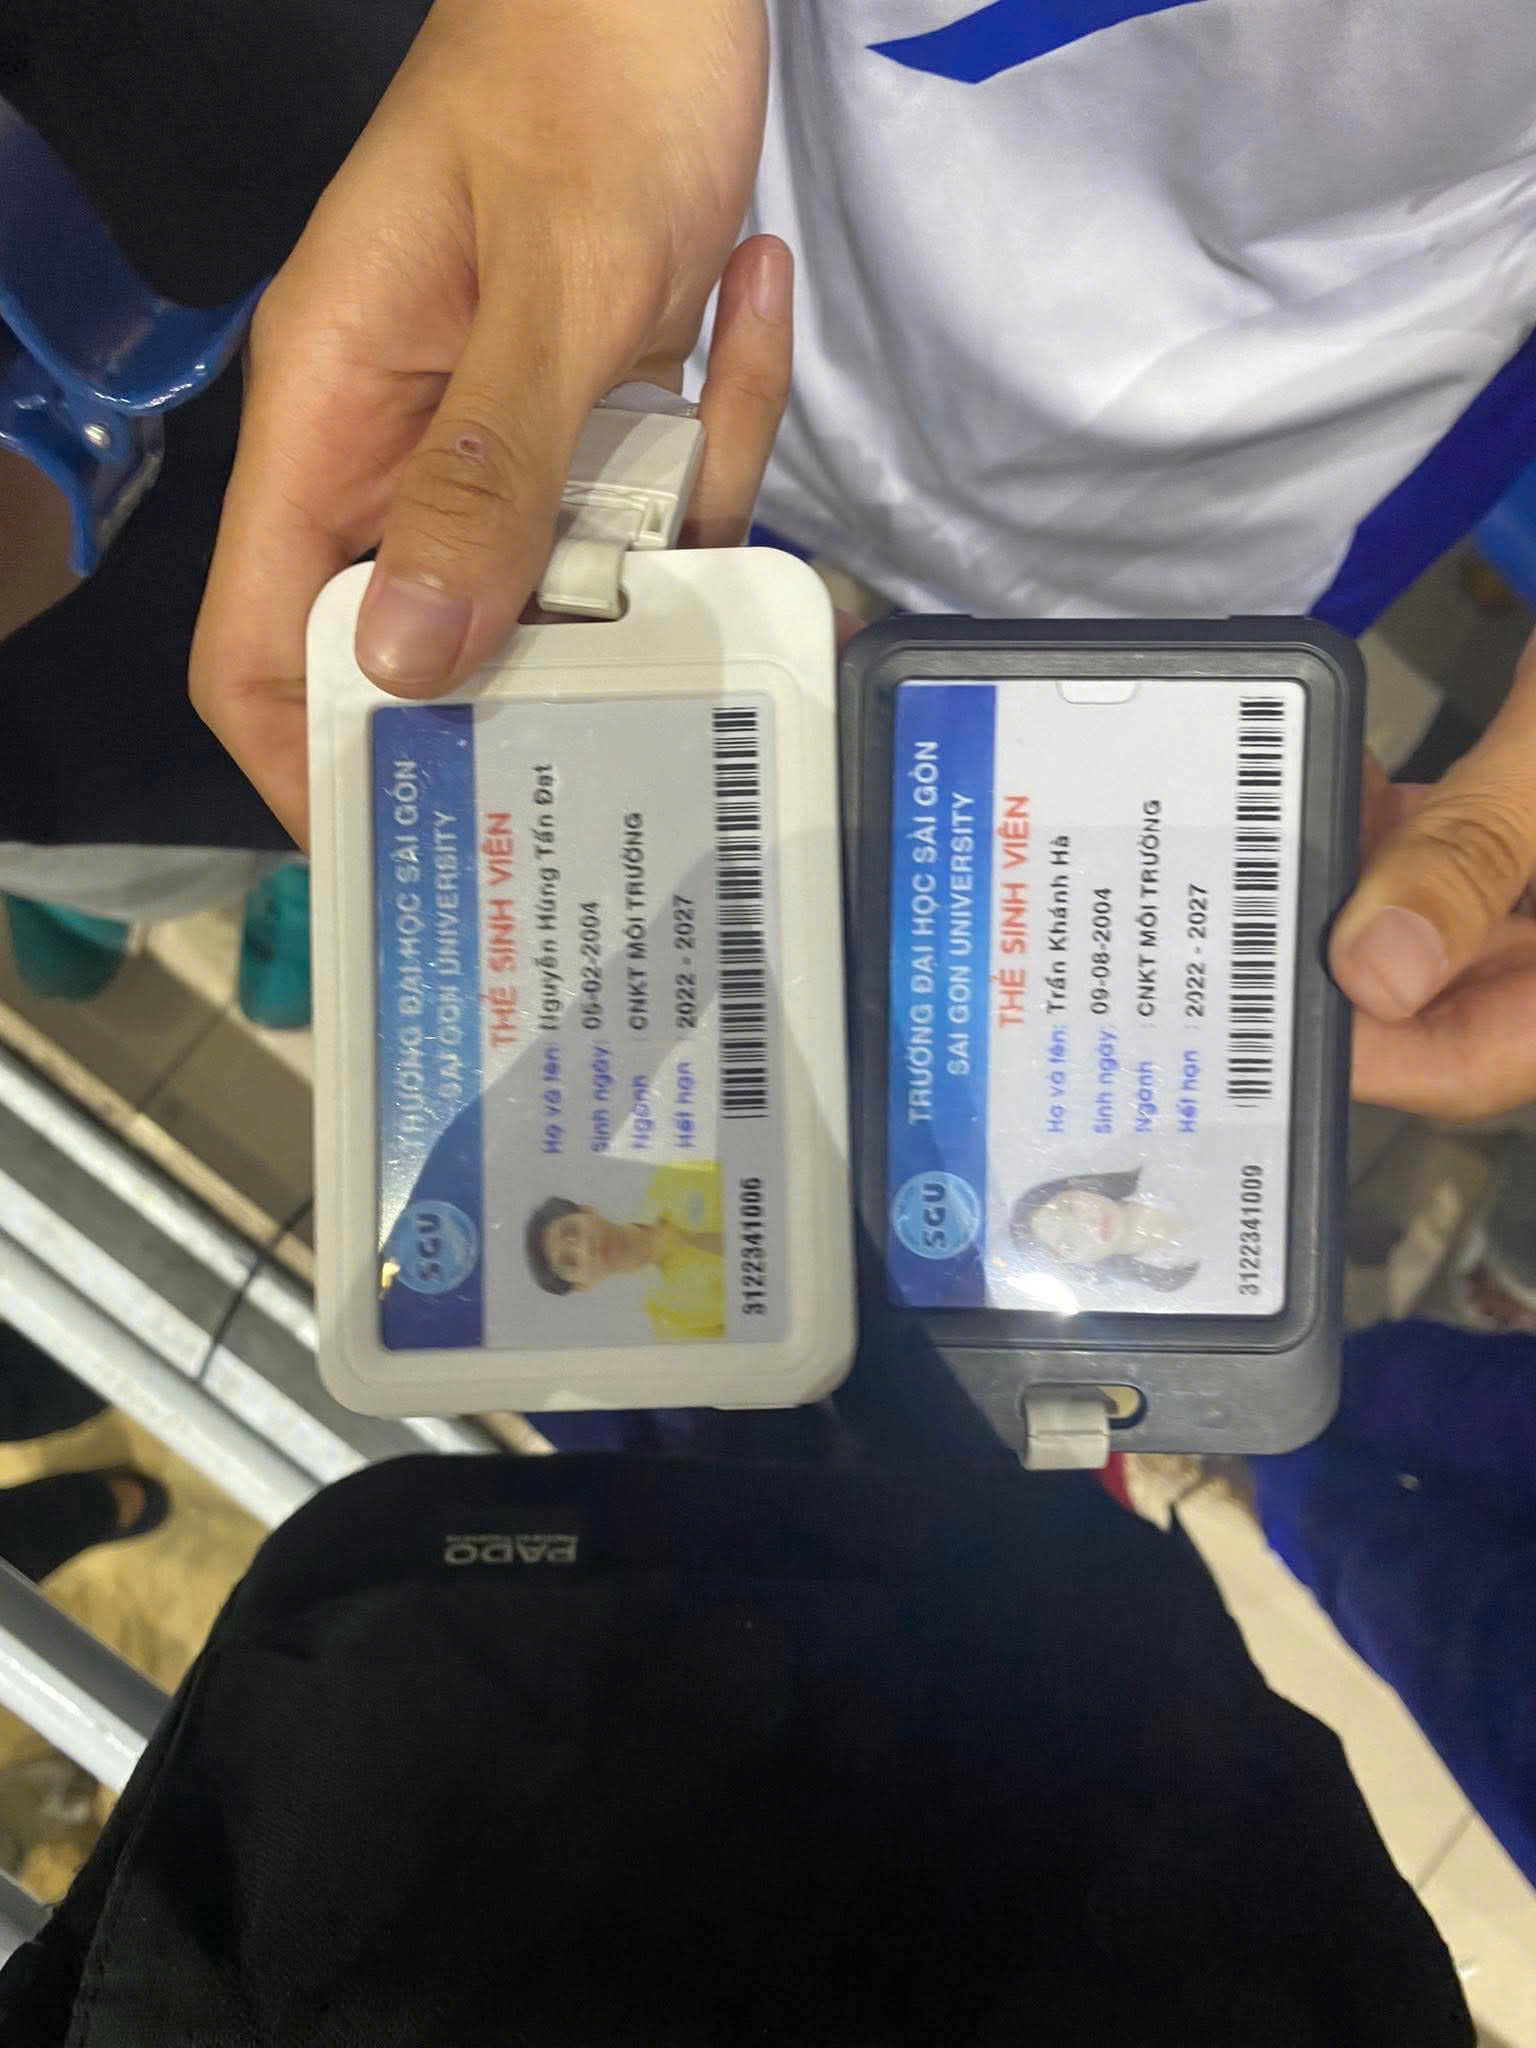 TRƯỜNG ĐẠI HỌC SÀI GÒN
SAI GON UNIVERSITY
SGU
THẺ SINH VIÊN
Họ và tên: Nguyễn Hùng Tấn Đạt
Sinh ngày: 05-02-2004
Ngành : CNKT MÔI TRƯỜNG
Hết hạn : 2022 - 2027
3122341006
TRƯỜNG ĐẠI HỌC SÀI GÒN
SAI GON UNIVERSITY
SGU
THẺ SINH VIÊN
Họ và tên: Trần Khánh Hà
Sinh ngày: 09-08-2004
Ngành : CNKT MÔI TRƯỜNG
Hết hạn : 2022 - 2027
3122341009
PADO